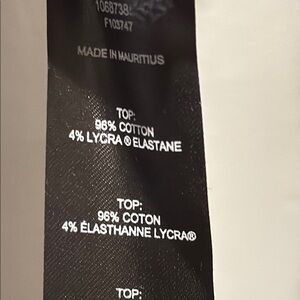 F103747
MADE IN MAURITIUS
TOP:
96% COTTON
4% LYCRA ® ELASTANE
TOP:
96% COTON
4% ÉLASTHANNE LYCRA®
TOP: